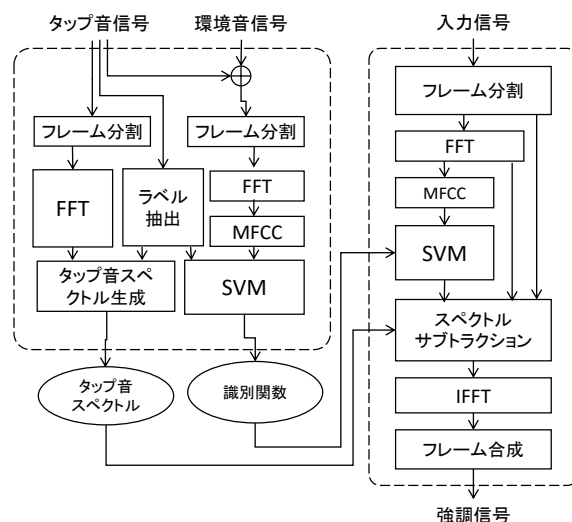 タップ音信号
環境音信号
フレーム分割
フレーム分割
FFT
ラベル
抽出
FFT
MFCC
タップ音スペ
クトル生成
SVM
タップ音
スペクトル
識別関数
入力信号
フレーム分割
FFT
MFCC
SVM
スペクトル
サブトラクション
IFFT
フレーム合成
強調信号